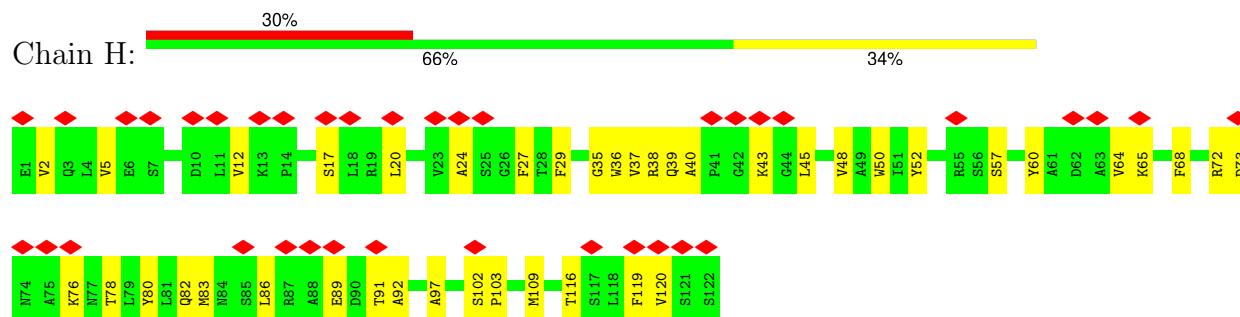 30%
Chain H:
66% 34%
E1 V2 Q3 L4 V5 E6 S7 D10 L11 V12 K13 P14 S17 L18 R19 L20 V23 A24 S25 G26 F27 T28 F29 G35 W36 V37 R38 Q39 A40 P41 G42 K43 G44 L45 V48 A49 W50 I51 Y52 R55 S56 S57 Y60 A61 D62 A63 V64 K65 F68 R72
N74 A75 K76 N77 T78 L79 Y80 L81 Q82 M83 N84 S85 L86 R87 A88 E89 D90 T91 A92 A97 S102 P103 M109 T116 S117 L118 F119 V120 S121 S122